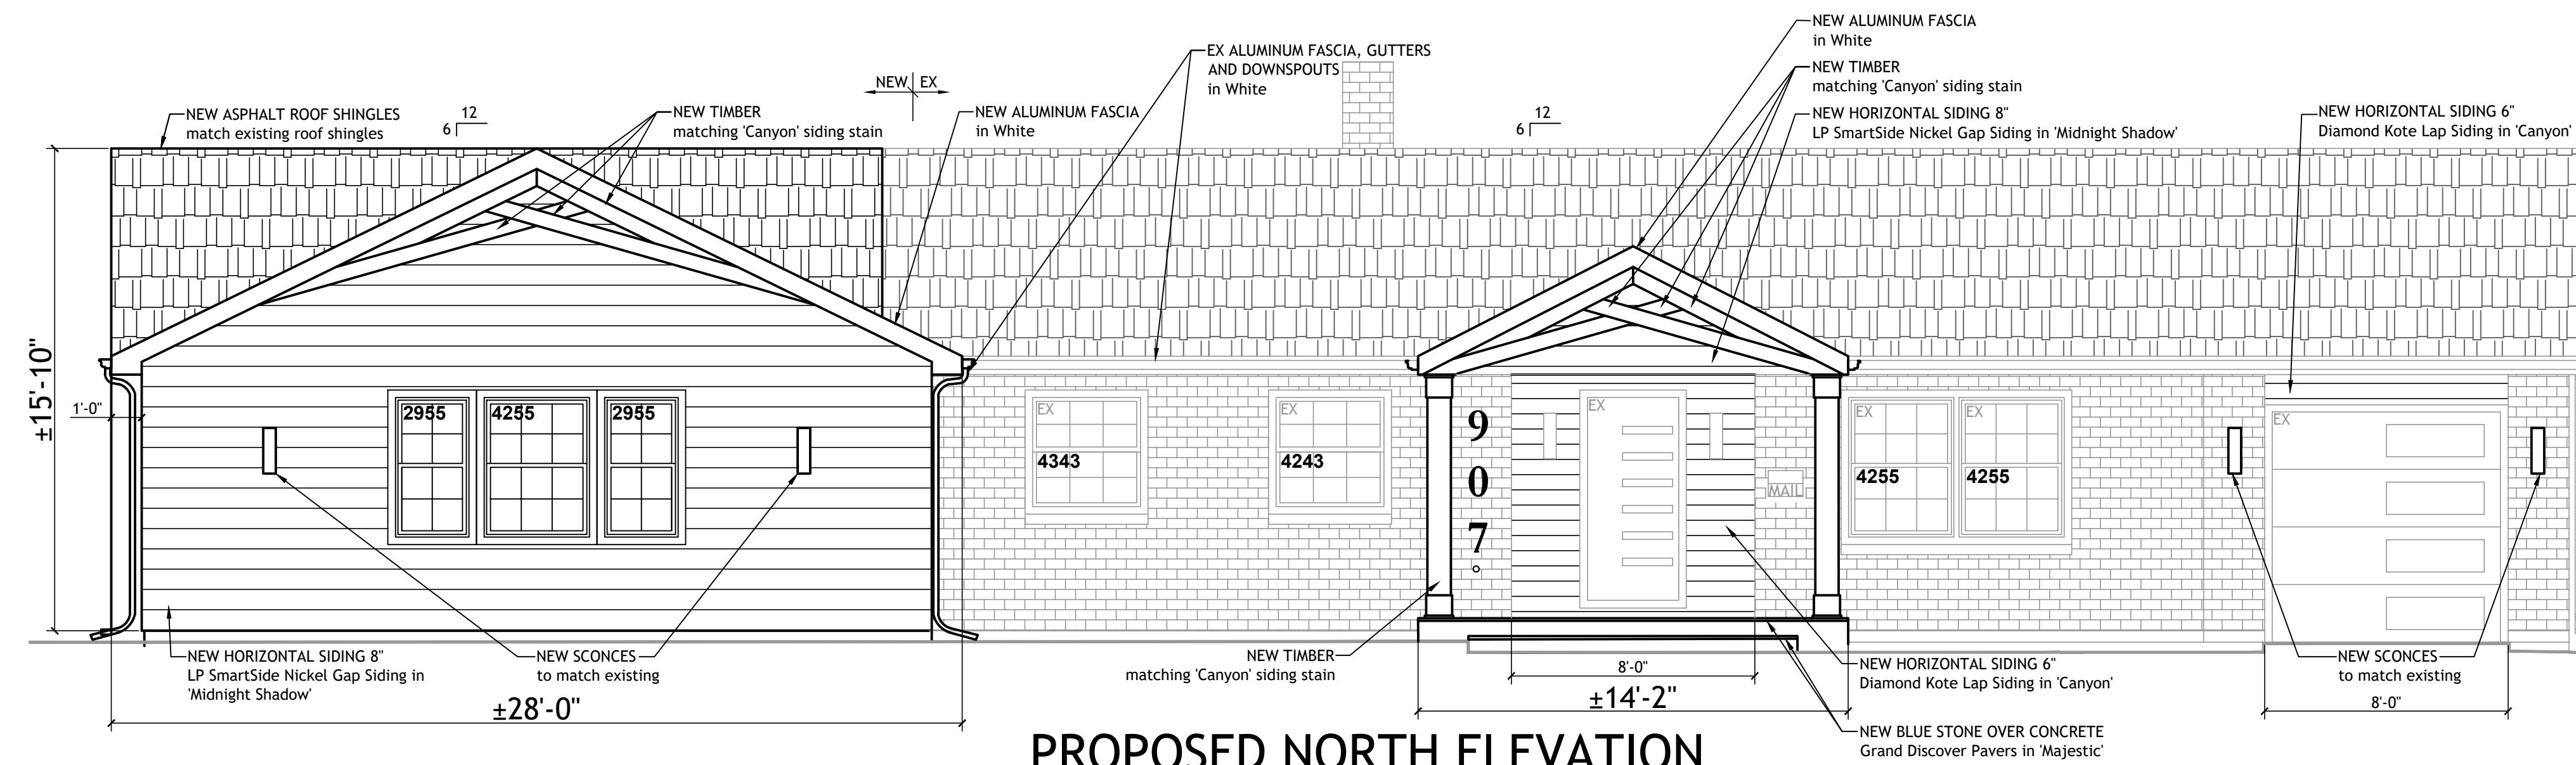 NEW ALUMINUM FASCIA
in White
EX ALUMINUM FASCIA, GUTTERS
AND DOWNSPOUTS
in White
NEW TIMBER
matching 'Canyon' siding stain
NEW EX
NEW ASPHALT ROOF SHINGLES
match existing roof shingles
12
6
NEW TIMBER
matching 'Canyon' siding stain
NEW ALUMINUM FASCIA
in White
12
6
NEW HORIZONTAL SIDING 8"
LP SmartSide Nickel Gap Siding in 'Midnight Shadow'
NEW HORIZONTAL SIDING 6"
Diamond Kote Lap Siding in 'Canyon'
±15'-10"
1'-0"
2955
4255
2955
EX
4343
EX
4243
9
0
7
EX
MAIL
EX
4255
EX
4255
EX
NEW HORIZONTAL SIDING 8"
LP SmartSide Nickel Gap Siding in
'Midnight Shadow'
NEW SCONCES
to match existing
NEW TIMBER
matching 'Canyon' siding stain
8'-0"
NEW HORIZONTAL SIDING 6"
Diamond Kote Lap Siding in 'Canyon'
NEW SCONCES
to match existing
±28'-0"
±14'-2"
8'-0"
NEW BLUE STONE OVER CONCRETE
Grand Discover Pavers in 'Majestic'
PROPOSED NORTH ELEVATION